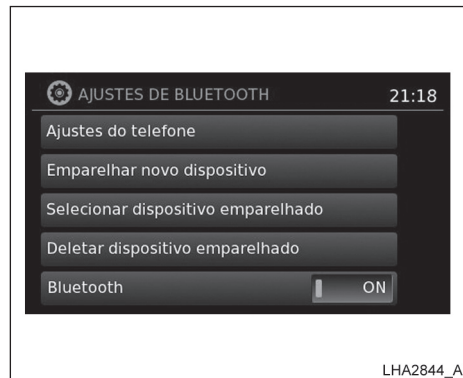 AJUSTES DE BLUETOOTH 21:18
Ajustes do telefone
Emparelhar novo dispositivo
Selecionar dispositivo emparelhado
Deletar dispositivo emparelhado
Bluetooth ON
LHA2844_A